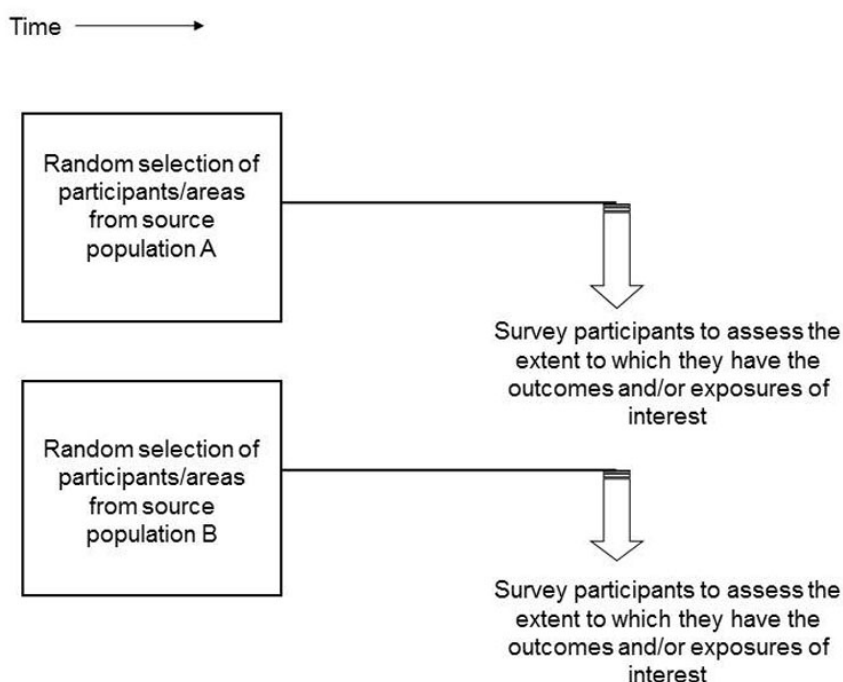 Time
Random selection of
participants/areas
from source
population A
Survey participants to assess the
extent to which they have the
outcomes and/or exposures of
interest
Random selection of
participants/areas
from source
population B
Survey participants to assess the
extent to which they have the
outcomes and/or exposures of
interest